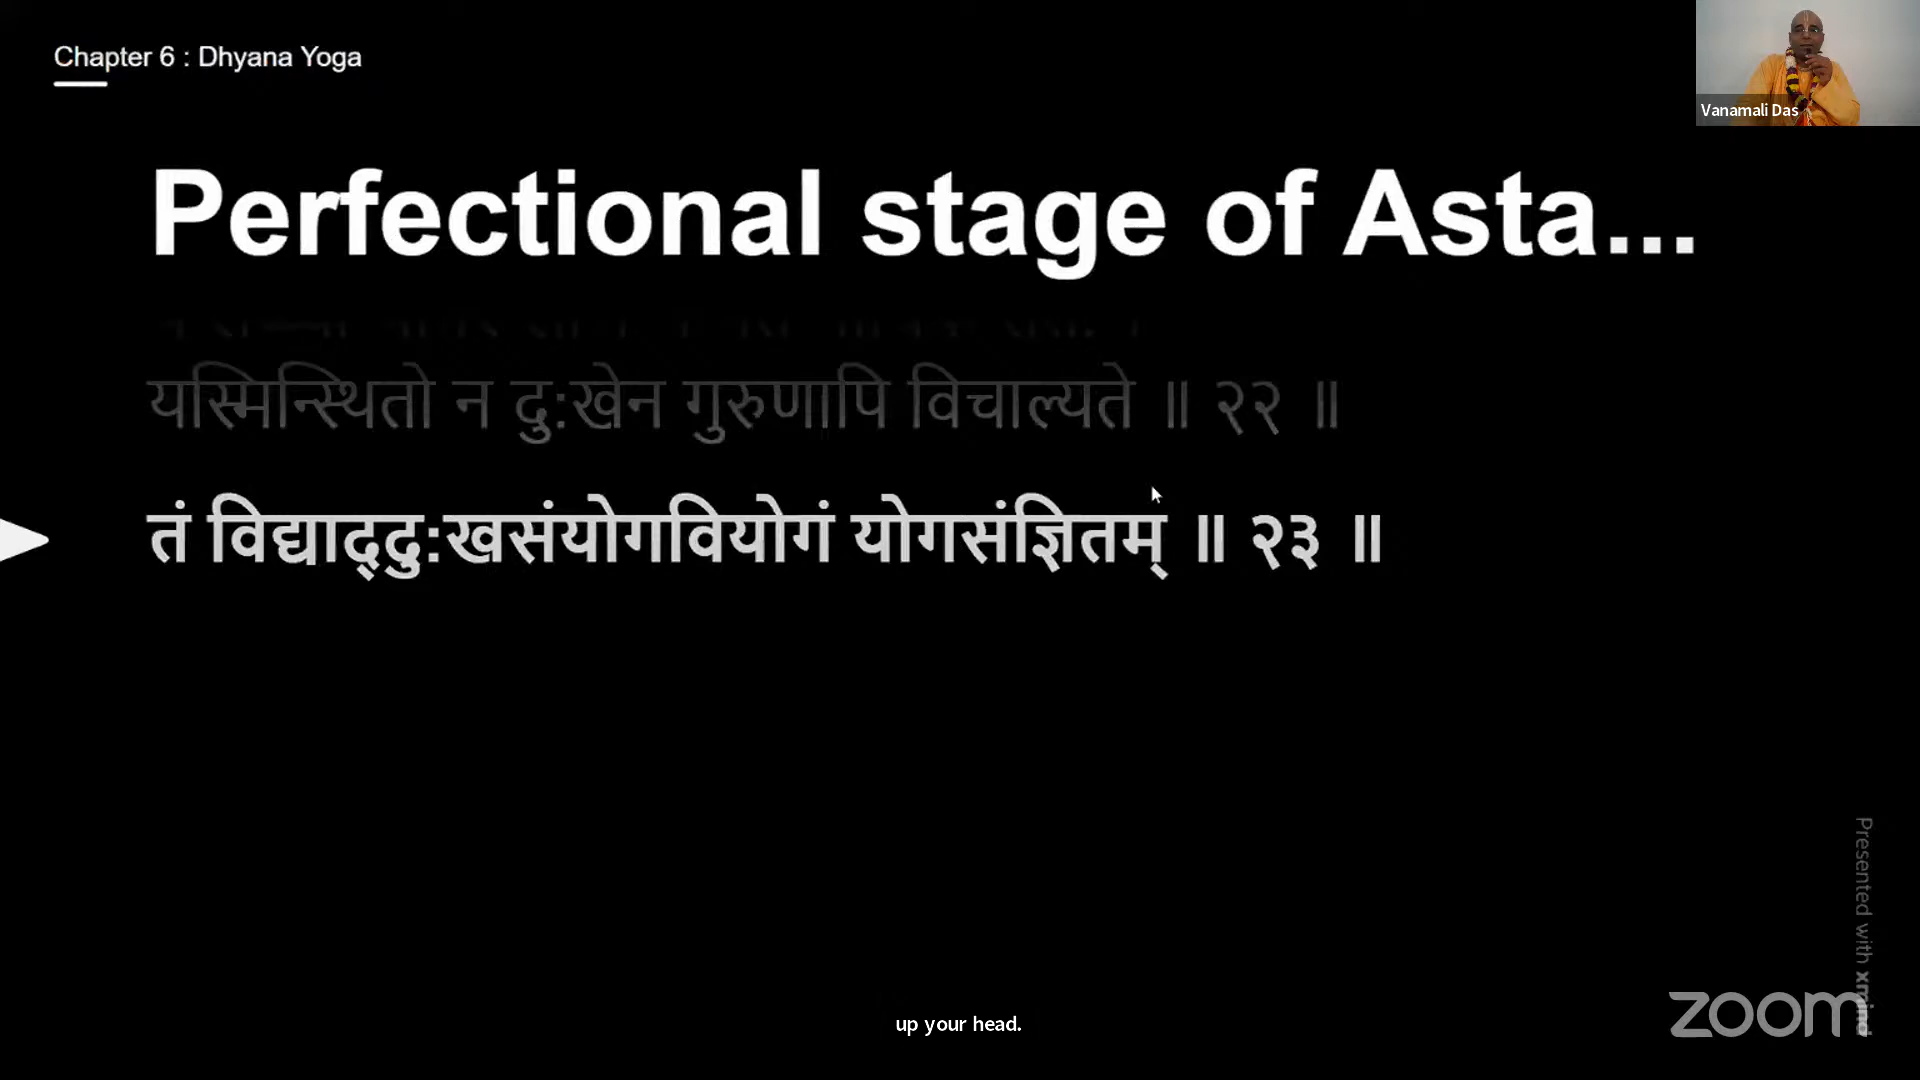 Chapter 6 : Dhyana Yoga
Vanamali Das
Perfectional stage of Asta...
यस्मिन्स्थितो न दु:खेन गुरुणापि विचाल्यते ॥ २२ ॥
तं विद्याद्‍दु:खसंयोगवियोगं योगसंज्ञितम् ॥ २३ ॥
Presented with xmind
zoom
up your head.